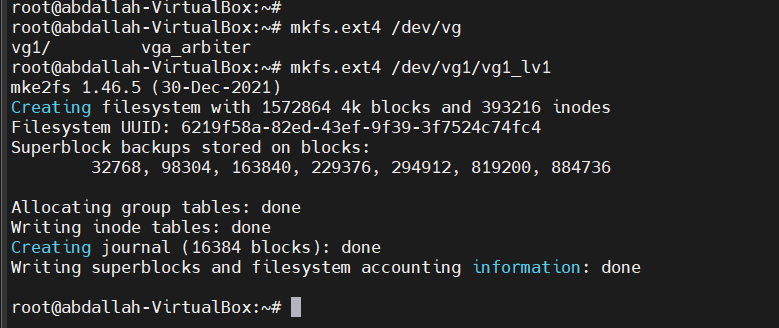 root@abdallah-VirtualBox:~#
root@abdallah-VirtualBox:~# mkfs.ext4 /dev/vg
vg1/         vga_arbiter
root@abdallah-VirtualBox:~# mkfs.ext4 /dev/vg1/vg1_lv1
mke2fs 1.46.5 (30-Dec-2021)
Creating filesystem with 1572864 4k blocks and 393216 inodes
Filesystem UUID: 6219f58a-82ed-43ef-9f39-3f7524c74fc4
Superblock backups stored on blocks:
        32768, 98304, 163840, 229376, 294912, 819200, 884736
Allocating group tables: done
Writing inode tables: done
Creating journal (16384 blocks): done
Writing superblocks and filesystem accounting information: done
root@abdallah-VirtualBox:~#